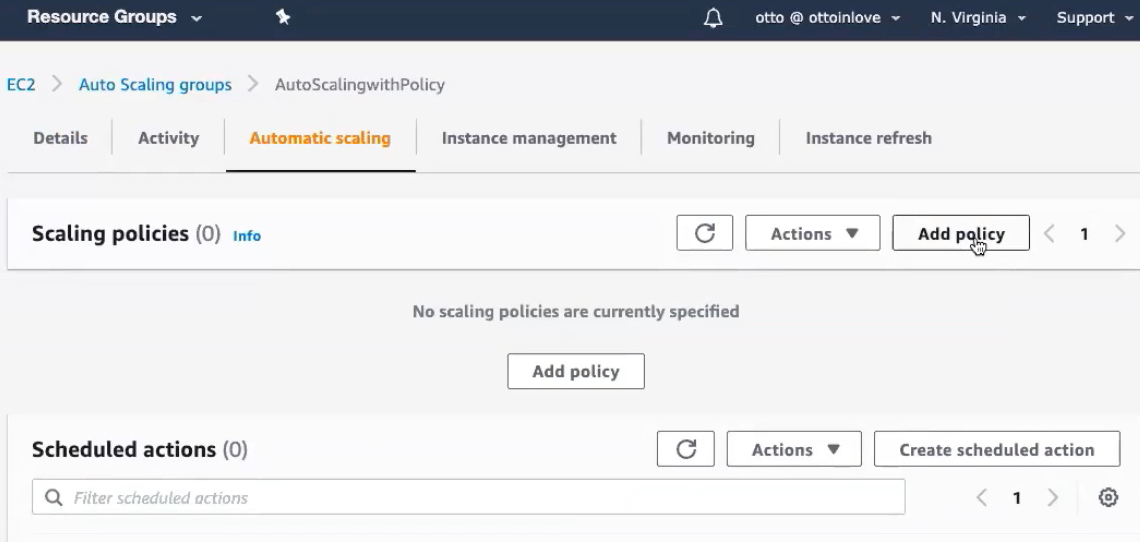 Resource Groups otto @ ottoinlove N. Virginia Support
EC2 > Auto Scaling groups > AutoScalingwithPolicy
Details Activity Automatic scaling Instance management Monitoring Instance refresh
Scaling policies (0) Info Actions Add policy 1
No scaling policies are currently specified
Add policy
Scheduled actions (0) Actions Create scheduled action
Filter scheduled actions 1